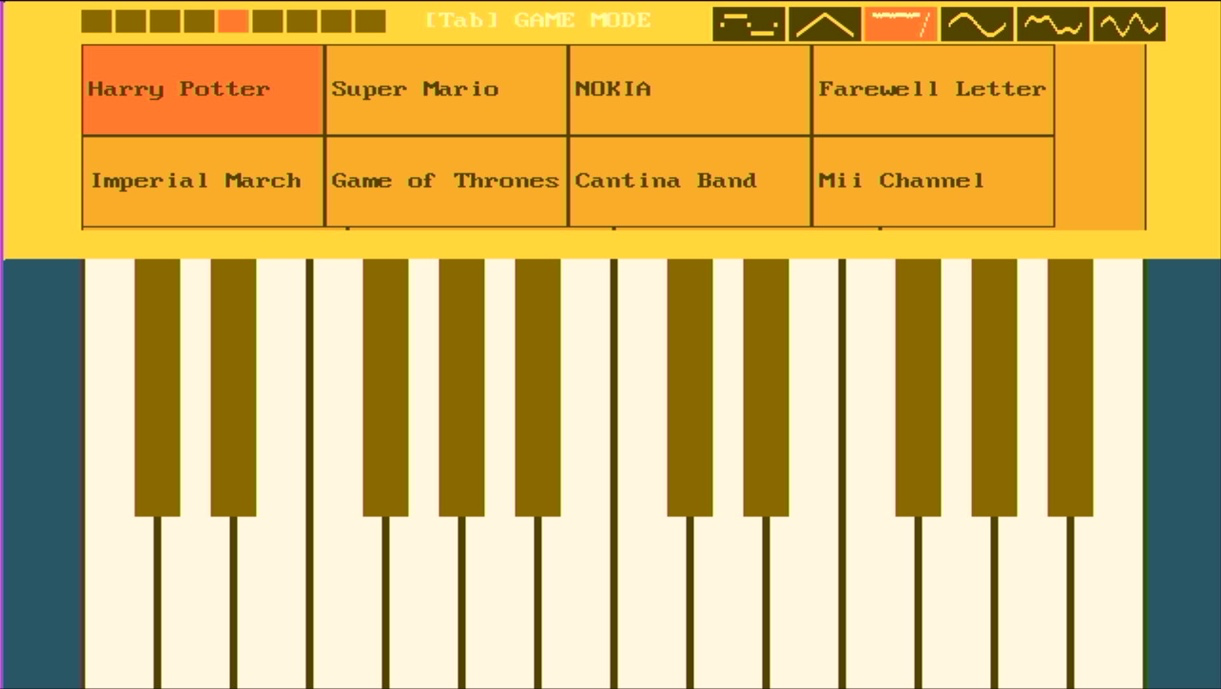 [Tab] GAME MODE
Harry Potter
Super Mario
NOKIA
Farewell Letter
Imperial March
Game of Thrones
Cantina Band
Mii Channel